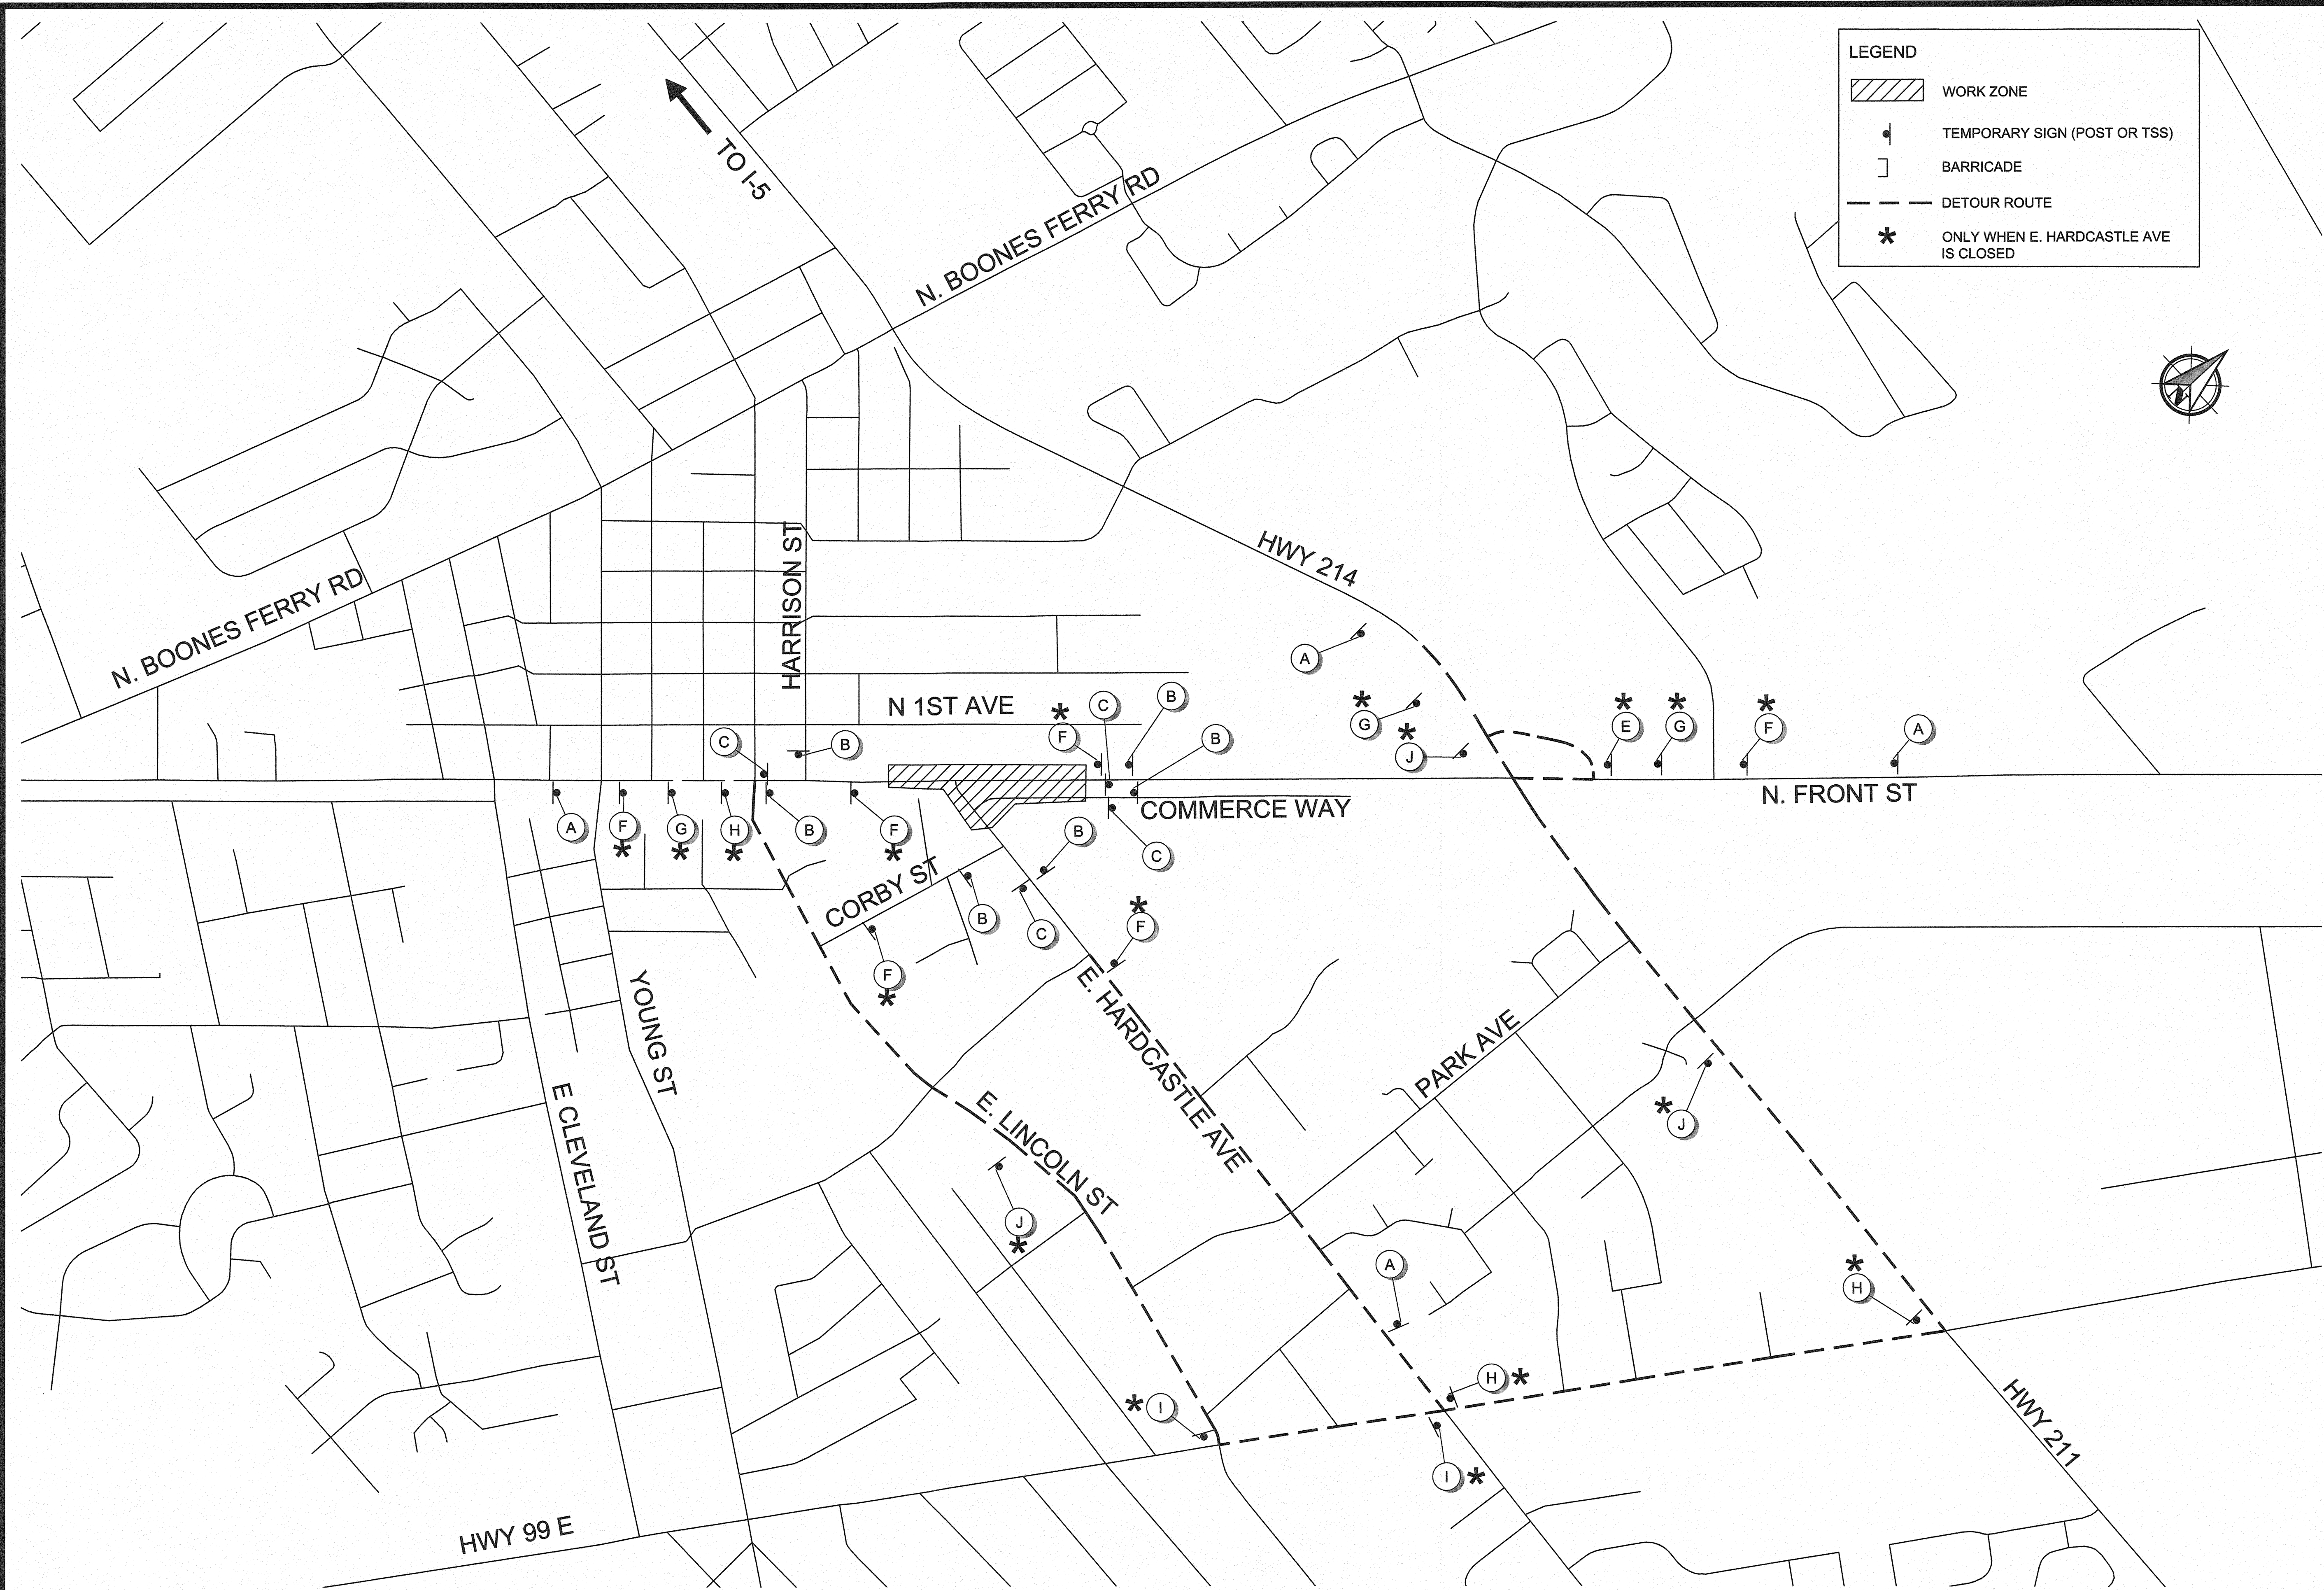 LEGEND
WORK ZONE
TEMPORARY SIGN (POST OR TSS)
BARRICADE
DETOUR ROUTE
* ONLY WHEN E. HARDCASTLE AVE
IS CLOSED
TO I-5
N. BOONES FERRY RD
N
HWY 214
HARRISON ST
N. BOONES FERRY RD
A
N 1ST AVE
* F
C
B
* G
* J
* E
* G
* F
A
C
B
B
N. FRONT ST
COMMERCE WAY
A
F *
G *
H *
B
F *
B
C
CORBY ST
B
C
* F
F *
YOUNG ST
E. HARDCASTLE AVE
PARK AVE
* J
E CLEVELAND ST
E. LINCOLN ST
J *
A
* H
H *
* I
I *
HWY 211
HWY 99 E